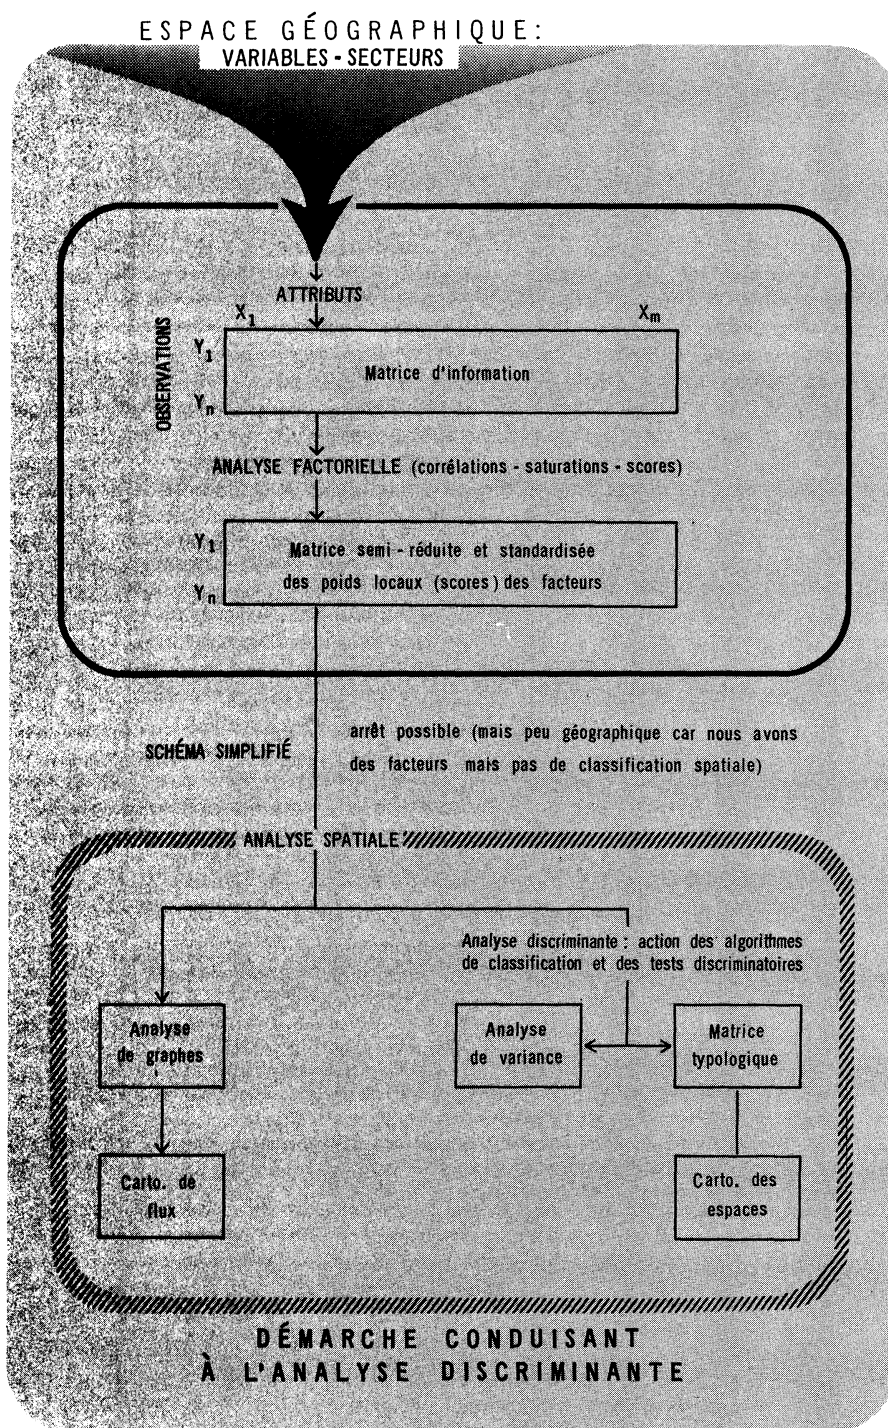 ESPACE GÉOGRAPHIQUE:
VARIABLES - SECTEURS
ATTRIBUTS
X1
Xm
OBSERVATIONS
Y1
Matrice d'information
Yn
ANALYSE FACTORIELLE (corrélations - saturations - scores)
Y1
Matrice semi-réduite et standardisée
des poids locaux (scores) des facteurs
Yn
SCHÉMA SIMPLIFIÉ
arrêt possible (mais peu géographique car nous avons
des facteurs mais pas de classification spatiale)
ANALYSE SPATIALE
Analyse discriminante : action des algorithmes
de classification et des tests discriminatoires
Analyse
de graphes
Analyse
de variance
Matrice
typologique
Carto. de
flux
Carto. des
espaces
DÉMARCHE CONDUISANT
À L'ANALYSE DISCRIMINANTE